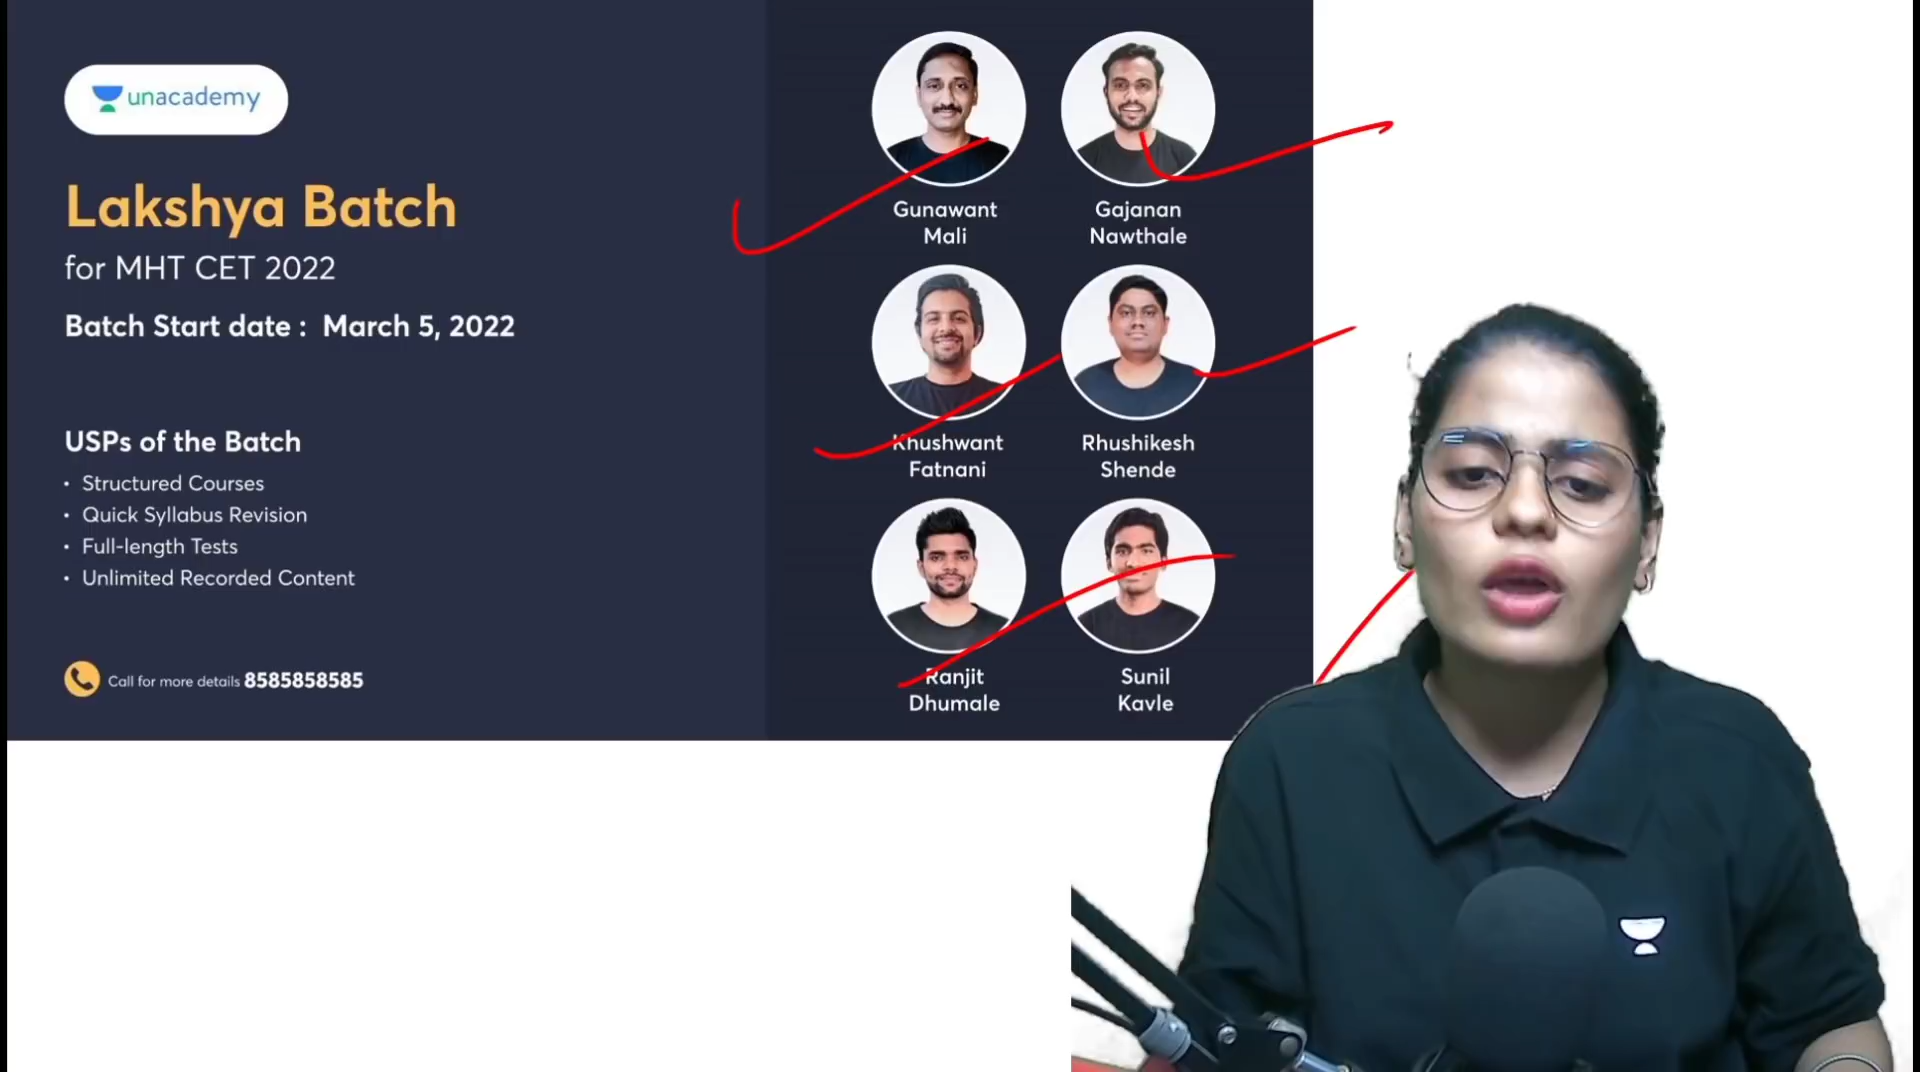 unacademy
Lakshya Batch
for MHT CET 2022
Batch Start date : March 5, 2022
USPs of the Batch
• Structured Courses
• Quick Syllabus Revision
• Full-length Tests
• Unlimited Recorded Content
Call for more details 8585858585
Gunawant
Mali
Gajanan
Nawthale
Khushwant
Fatnani
Rhushikesh
Shende
Ranjit
Dhumale
Sunil
Kavle